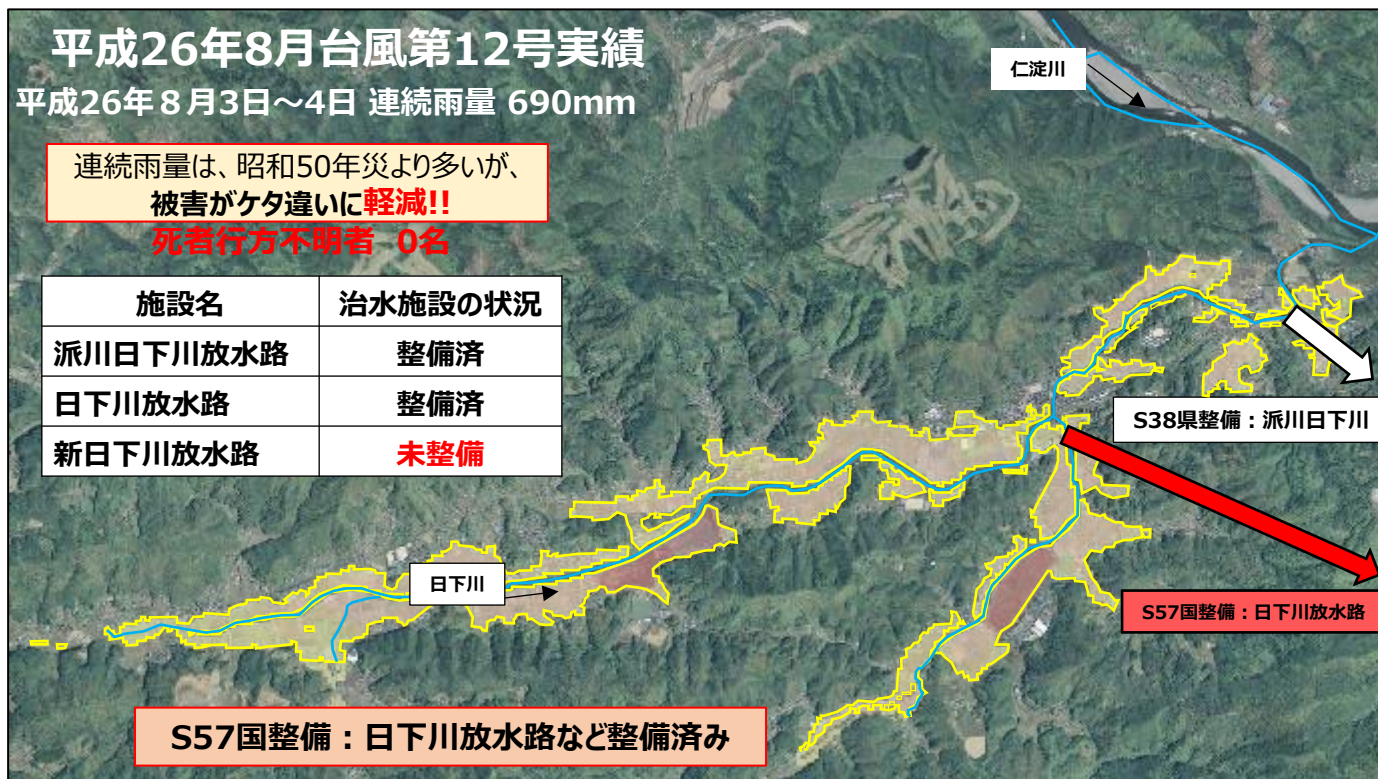 平成26年8月台風第12号実績
平成26年８月3日～4日 連続雨量 690mm
連続雨量は、昭和50年災より多いが、
被害がケタ違いに軽減!!
死者行方不明者 0名
施設名 治水施設の状況
派川日下川放水路 整備済
日下川放水路 整備済
新日下川放水路 未整備
仁淀川
S38県整備：派川日下川
日下川
S57国整備：日下川放水路
S57国整備：日下川放水路など整備済み